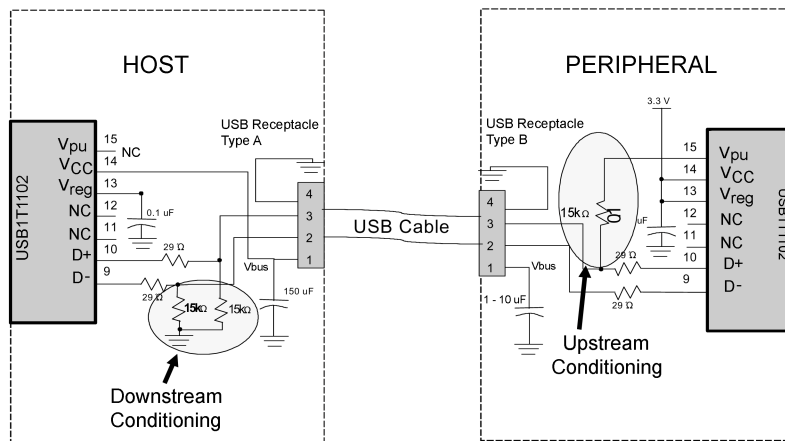 HOST
PERIPHERAL
USB Receptacle
Type A
USB Receptacle
Type B
3.3 V
USB1T1102
Vpu
15
NC
VCC
14
Vreg
13
NC
12
NC
11
D+
10
D-
9
0.1 uF
29 Ω
29 Ω
15kΩ
15kΩ
4
3
2
1
Vbus
150 uF
Downstream
Conditioning
USB Cable
4
3
2
1
Vbus
1 - 10 uF
15kΩ
uF
29 Ω
29 Ω
Upstream
Conditioning
15
Vpu
14
VCC
13
Vreg
12
NC
11
NC
10
D+
9
D-